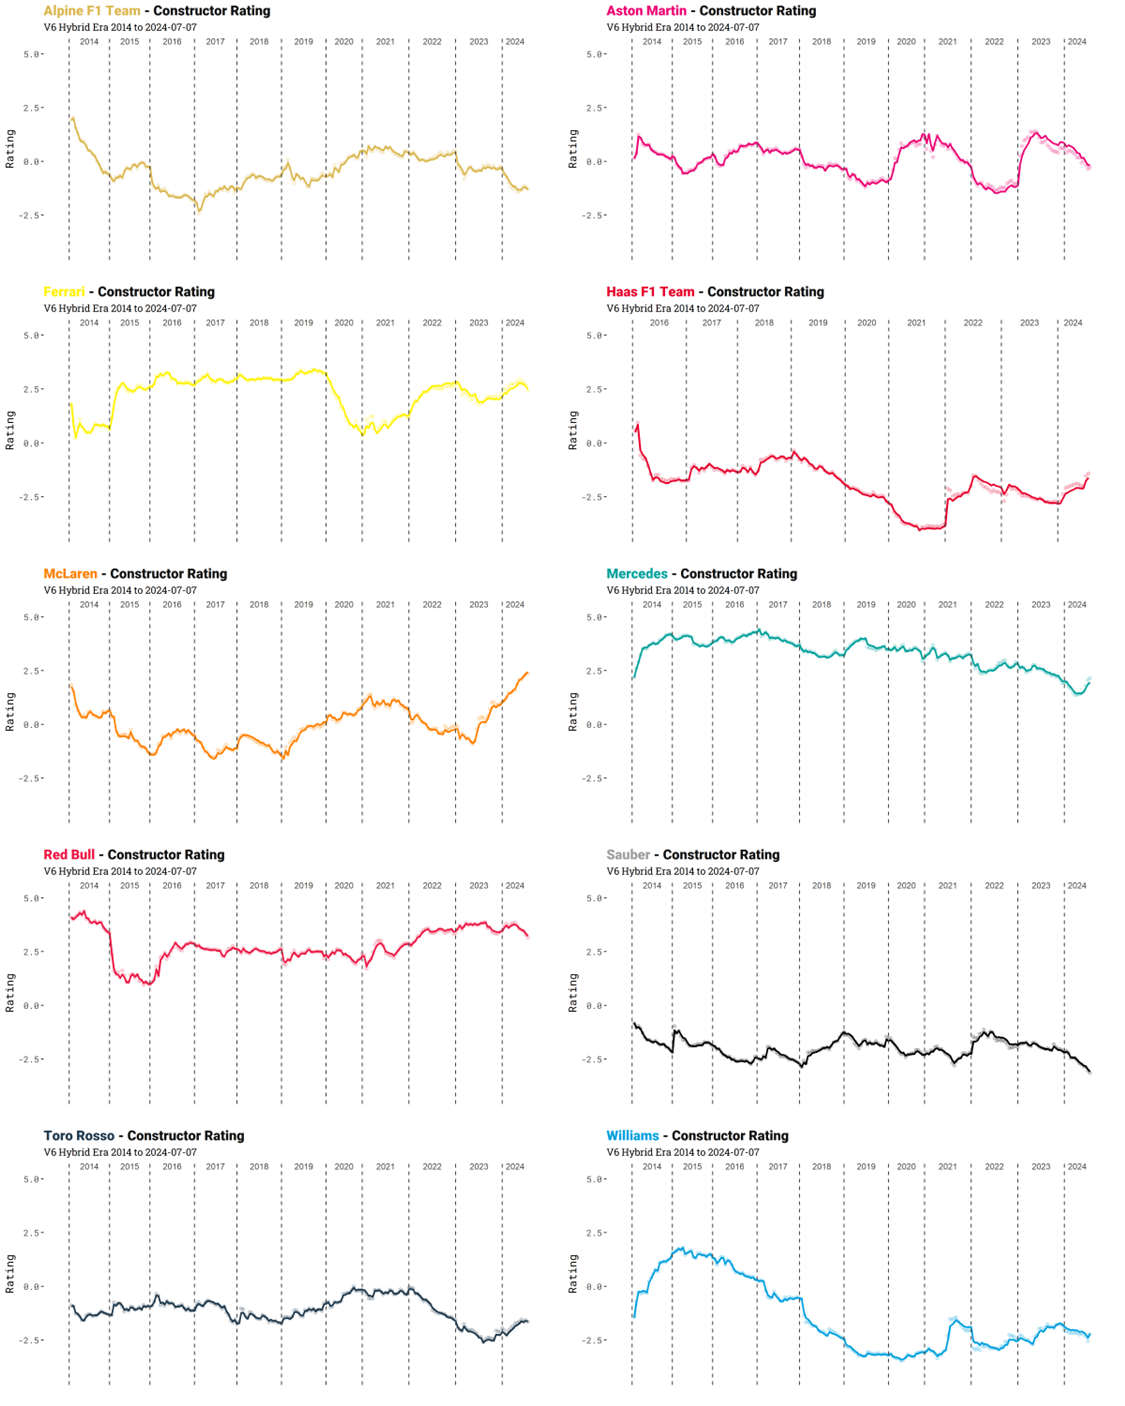 Alpine F1 Team - Constructor Rating
V6 Hybrid Era 2014 to 2024-07-07
2014 2015 2016 2017 2018 2019 2020 2021 2022 2023 2024
5.0
2.5
0.0
-2.5
Rating
Aston Martin - Constructor Rating
V6 Hybrid Era 2014 to 2024-07-07
2014 2015 2016 2017 2018 2019 2020 2021 2022 2023 2024
5.0
2.5
0.0
-2.5
Rating
Ferrari - Constructor Rating
V6 Hybrid Era 2014 to 2024-07-07
2014 2015 2016 2017 2018 2019 2020 2021 2022 2023 2024
5.0
2.5
0.0
-2.5
Rating
Haas F1 Team - Constructor Rating
V6 Hybrid Era 2014 to 2024-07-07
2016 2017 2018 2019 2020 2021 2022 2023 2024
5.0
2.5
0.0
-2.5
Rating
McLaren - Constructor Rating
V6 Hybrid Era 2014 to 2024-07-07
2014 2015 2016 2017 2018 2019 2020 2021 2022 2023 2024
5.0
2.5
0.0
-2.5
Rating
Mercedes - Constructor Rating
V6 Hybrid Era 2014 to 2024-07-07
2014 2015 2016 2017 2018 2019 2020 2021 2022 2023 2024
5.0
2.5
0.0
-2.5
Rating
Red Bull - Constructor Rating
V6 Hybrid Era 2014 to 2024-07-07
2014 2015 2016 2017 2018 2019 2020 2021 2022 2023 2024
5.0
2.5
0.0
-2.5
Rating
Sauber - Constructor Rating
V6 Hybrid Era 2014 to 2024-07-07
2014 2015 2016 2017 2018 2019 2020 2021 2022 2023 2024
5.0
2.5
0.0
-2.5
Rating
Toro Rosso - Constructor Rating
V6 Hybrid Era 2014 to 2024-07-07
2014 2015 2016 2017 2018 2019 2020 2021 2022 2023 2024
5.0
2.5
0.0
-2.5
Rating
Williams - Constructor Rating
V6 Hybrid Era 2014 to 2024-07-07
2014 2015 2016 2017 2018 2019 2020 2021 2022 2023 2024
5.0
2.5
0.0
-2.5
Rating